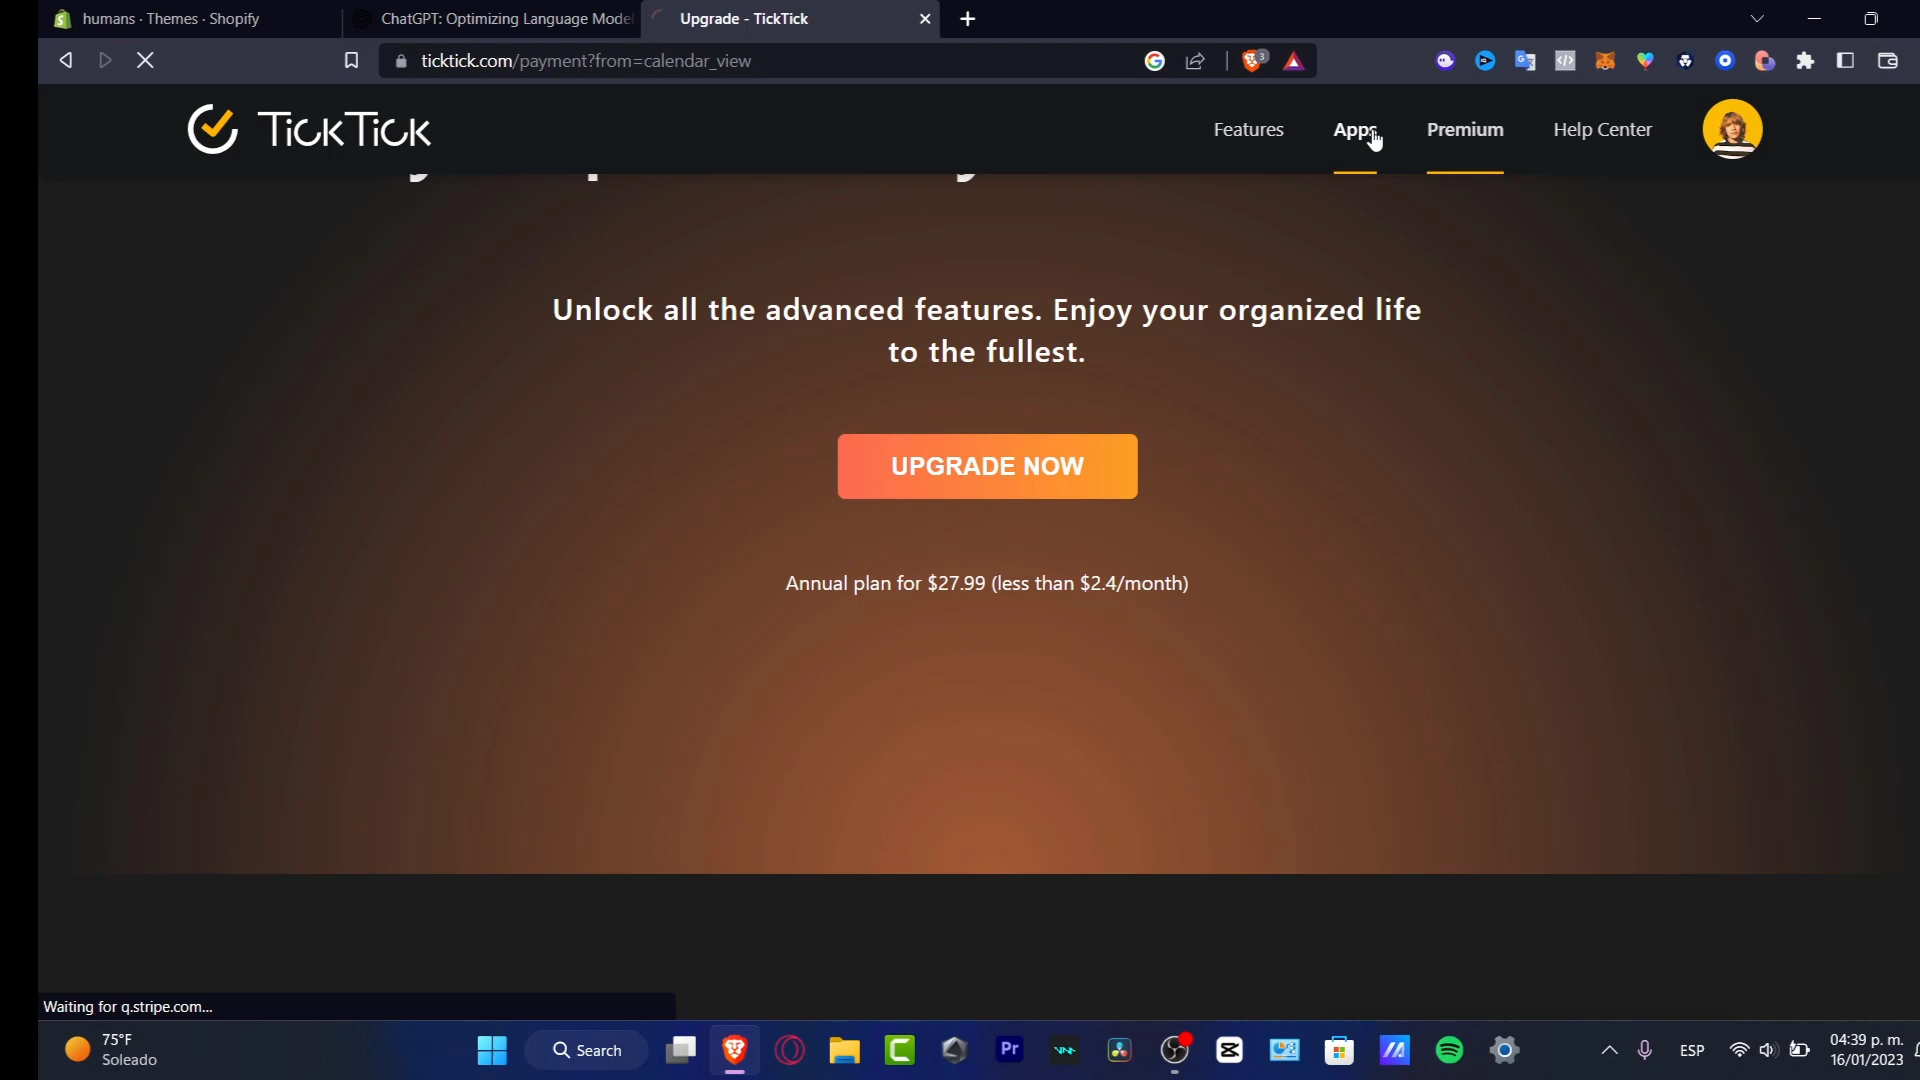 humans · Themes · Shopify
ChatGPT: Optimizing Language Model
Upgrade - TickTick
ticktick.com/payment?from=calendar_view
3
TickTick
Features
Apps
Premium
Help Center
Unlock all the advanced features. Enjoy your organized life
to the fullest.
UPGRADE NOW
Annual plan for $27.99 (less than $2.4/month)
Waiting for q.stripe.com...
75°F
Soleado
Search
Pr
ESP
04:39 p. m.
16/01/2023